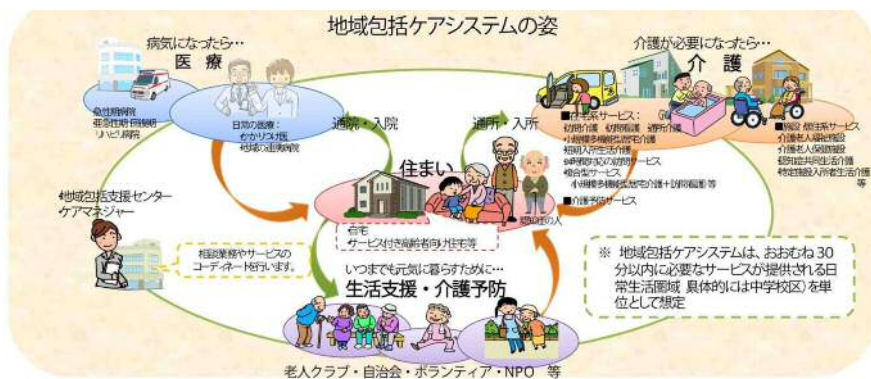 地域包括ケアシステムの姿
病気になったら…
医 療
・急性期病院
・亜急性期・回復期
リハビリ病院
日常の医療：
・かかりつけ医
・地域の連携病院
通院・入院
通所・入所
介護が必要になったら…
介 護
■在宅系サービス：
・訪問介護 ・訪問看護 ・通所介護
・小規模多機能型居宅介護
・短期入所生活介護
・24時間対応の訪問サービス
・複合型サービス
（小規模多機能型居宅介護＋訪問看護）等
■介護予防サービス
■施設・居住系サービス
・介護老人福祉施設
・介護老人保健施設
・認知症共同生活介護
・特定施設入所者生活介護
等
住まい
認知症の人
・自宅
・サービス付き高齢者向け住宅等
・地域包括支援センター
・ケアマネジャー
相談業務やサービスの
コーディネートを行います。
いつまでも元気に暮らすために…
生活支援・介護予防
老人クラブ・自治会・ボランティア・NPO 等
※ 地域包括ケアシステムは、おおむね30
分以内に必要なサービスが提供される日
常生活圏域（具体的には中学校区）を単
位として想定